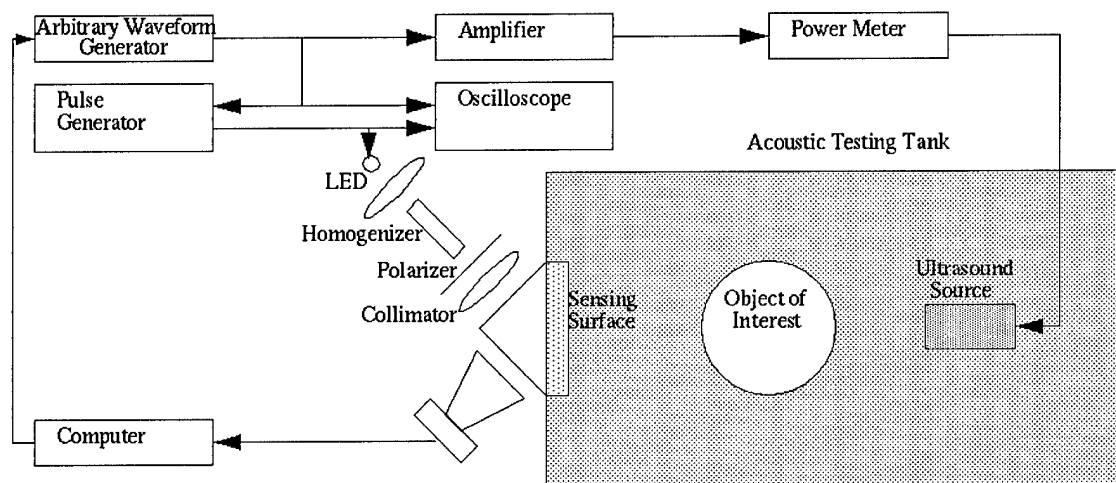 Arbitrary Waveform
Generator
Amplifier
Power Meter
Pulse
Generator
Oscilloscope
Acoustic Testing Tank
LED
Homogenizer
Polarizer
Collimator
Sensing
Surface
Object of
Interest
Ultrasound
Source
Computer